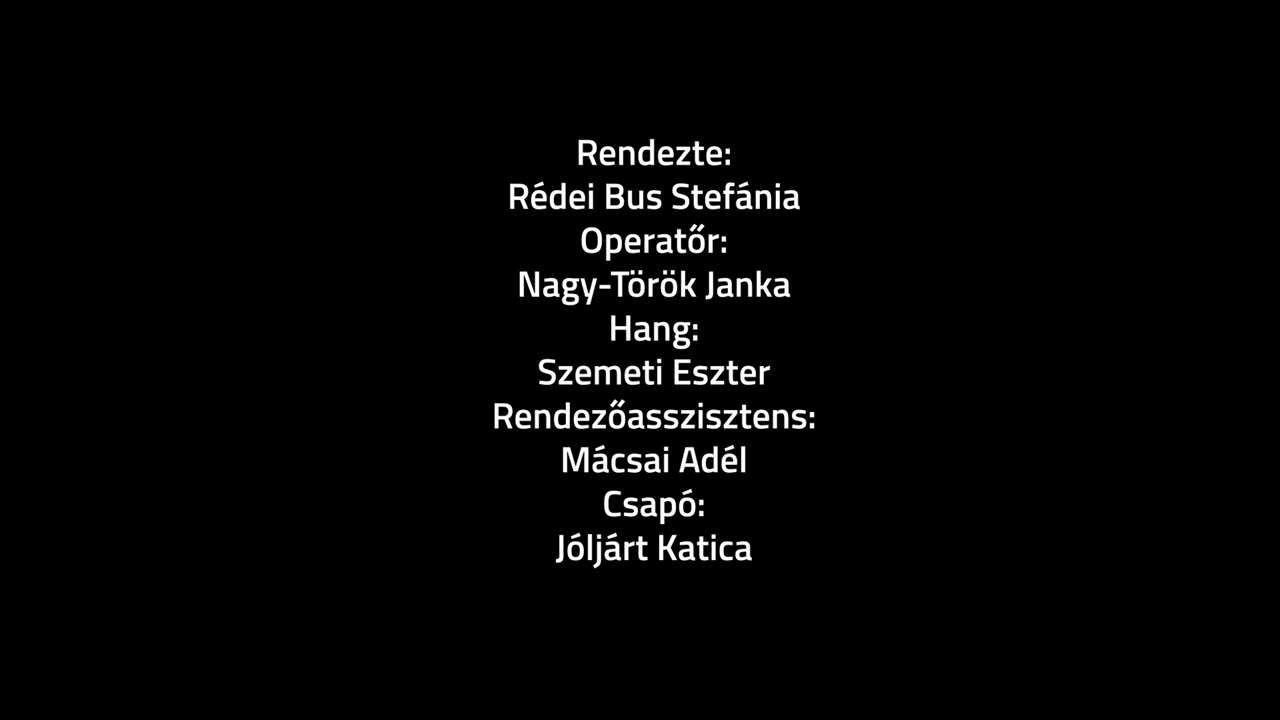 Rendezte:
Rédei Bus Stefánia
Operatőr:
Nagy-Török Janka
Hang:
Szemeti Eszter
Rendezőasszisztens:
Mácsai Adél
Csapó:
Jóljárt Katica